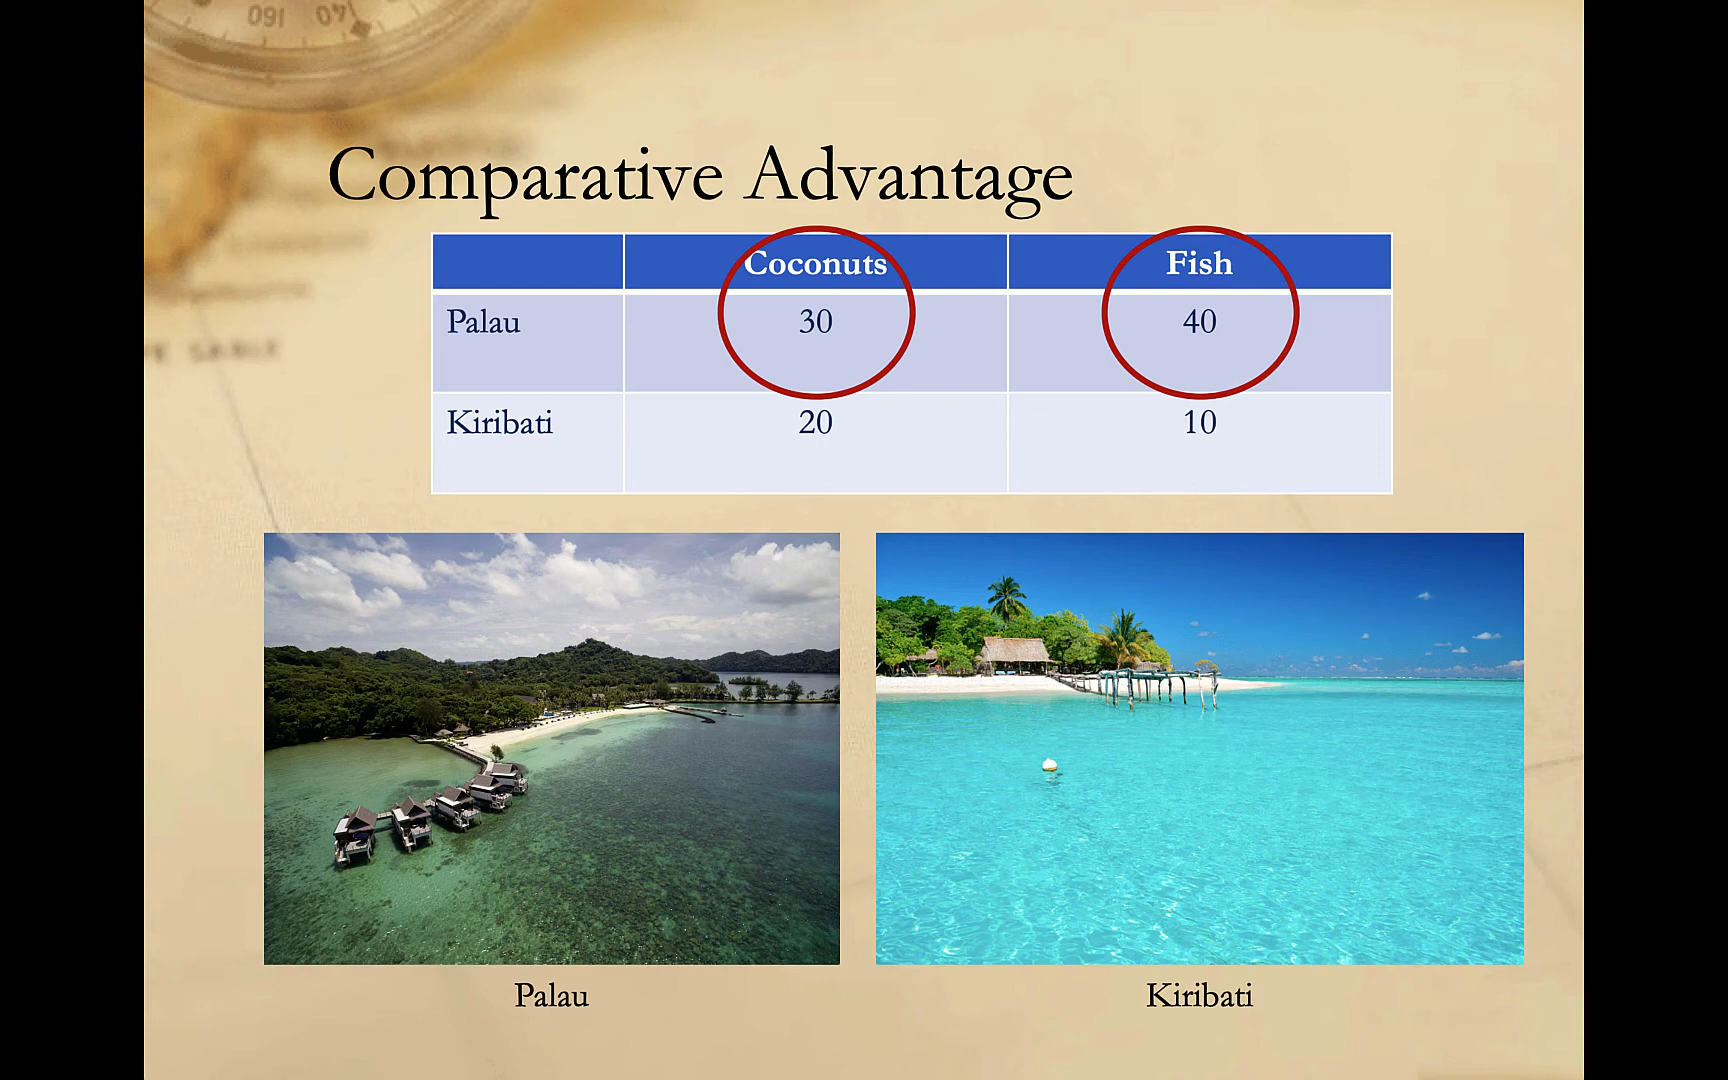 Comparative Advantage
Coconuts Fish
Palau 30 40
Kiribati 20 10
Palau Kiribati